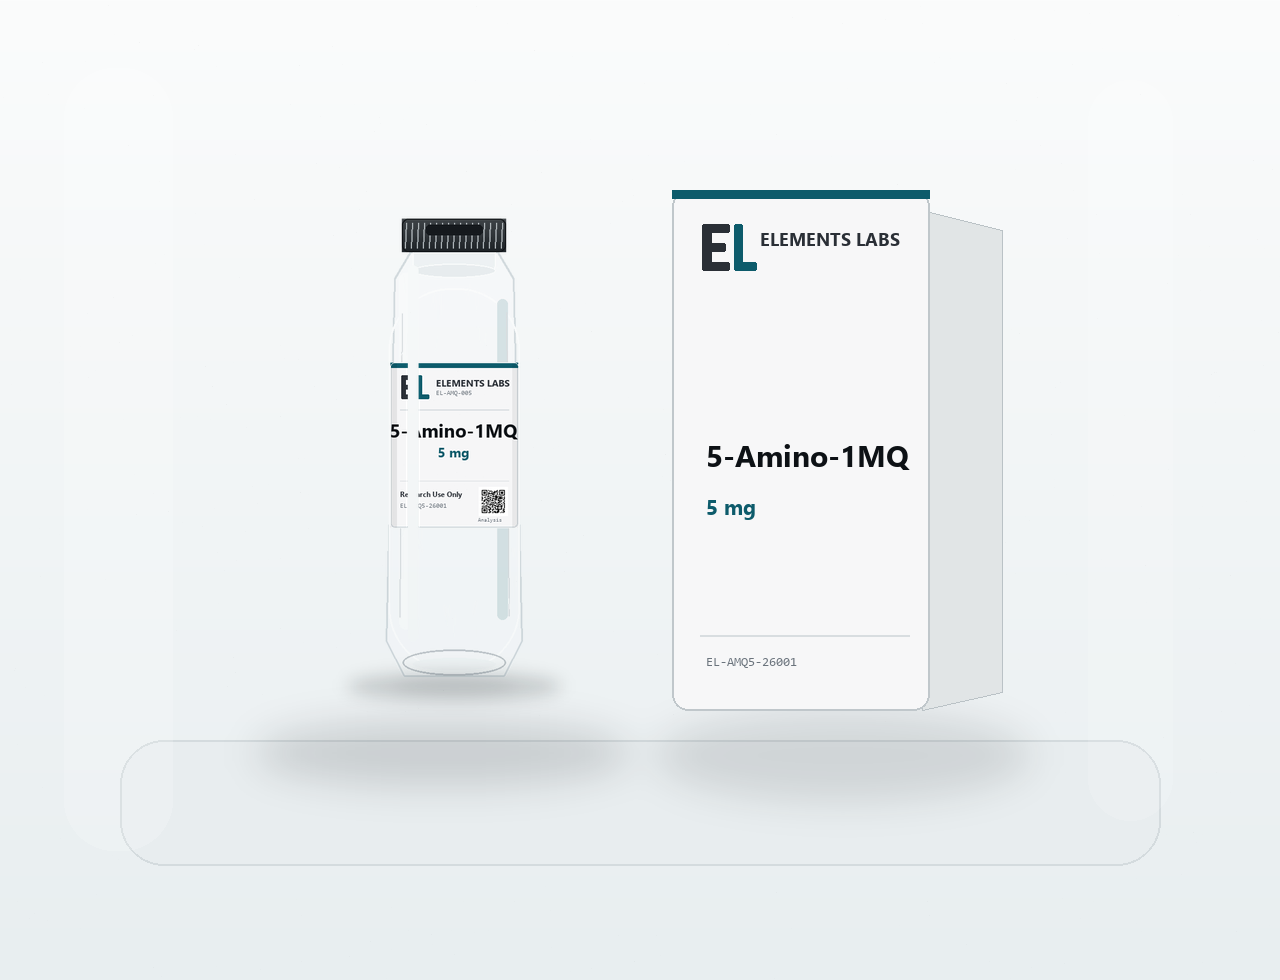 EL ELEMENTS LABS
EL-AMQ-005
5-Amino-1MQ
5 mg
Use Only
Analysis
EL ELEMENTS LABS
5-Amino-1MQ
5 mg
EL-AMQ5-26001